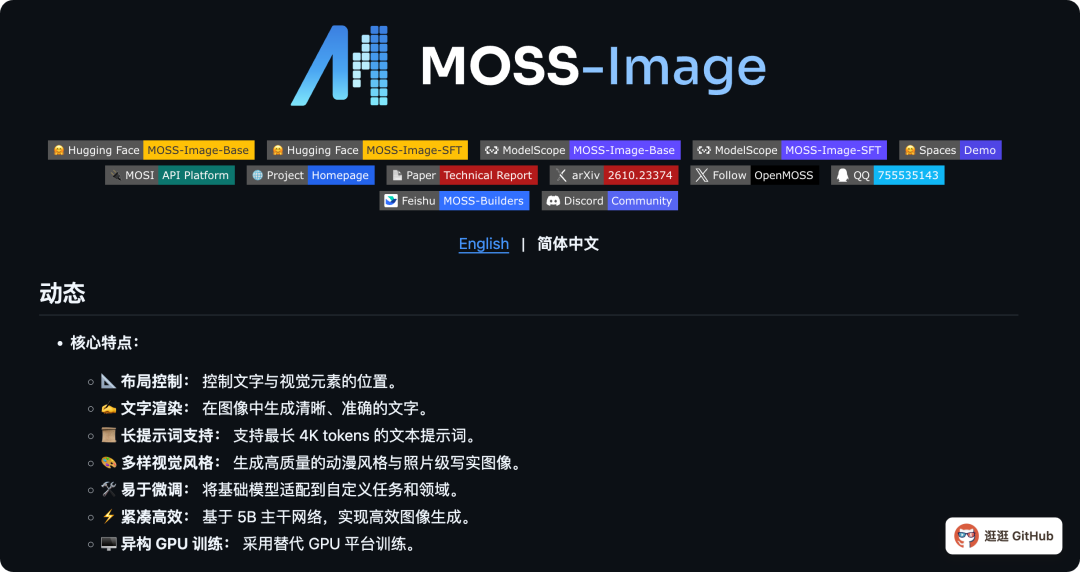 MOSS-Image
Hugging Face MOSS-Image-Base Hugging Face MOSS-Image-SFT ModelScope MOSS-Image-Base ModelScope MOSS-Image-SFT Spaces Demo
MOSI API Platform Project Homepage Paper Technical Report arXiv 2610.23374 Follow OpenMOSS QQ 755535143
Feishu MOSS-Builders Discord Community
English | 简体中文
动态
• 核心特点：
○ 📐 布局控制： 控制文字与视觉元素的位置。
○ ✍️ 文字渲染： 在图像中生成清晰、准确的文字。
○ 📜 长提示词支持： 支持最长 4K tokens 的文本提示词。
○ 🎨 多样视觉风格： 生成高质量的动漫风格与照片级写实图像。
○ 🛠️ 易于微调： 将基础模型适配到自定义任务和领域。
○ ⚡ 紧凑高效： 基于 5B 主干网络，实现高效图像生成。
○ 🖥️ 异构 GPU 训练： 采用替代 GPU 平台训练。
逛逛 GitHub